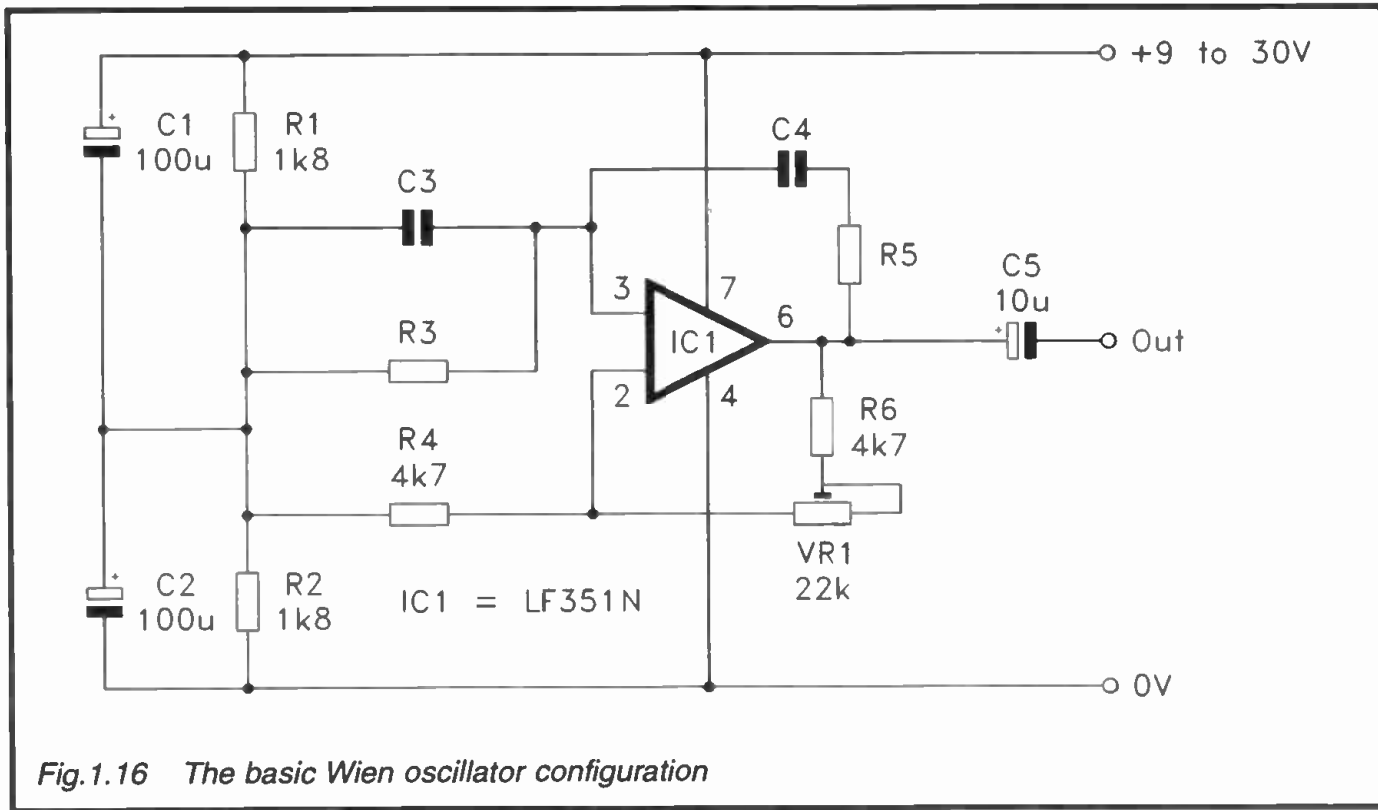 +9 to 30V
C1
100u
R1
1k8
C3
C4
R5
C5
10u
R3
3
7
6
IC1
2
4
Out
R4
4k7
R6
4k7
VR1
22k
C2
100u
R2
1k8
IC1 = LF351N
0V
+
+
+
Fig.1.16 The basic Wien oscillator configuration